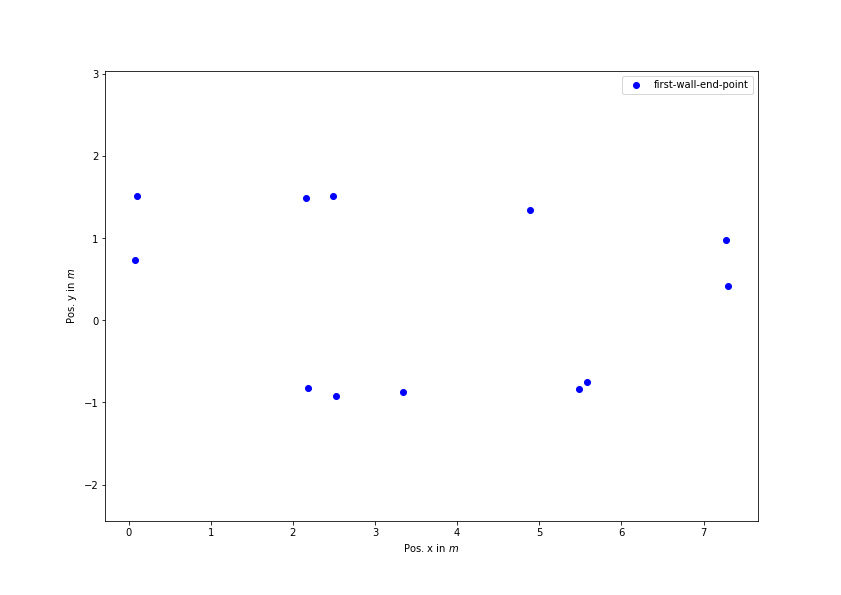 first-wall-end-point
3
2
1
0
−1
−2
Pos. y in m
0 1 2 3 4 5 6 7
Pos. x in m